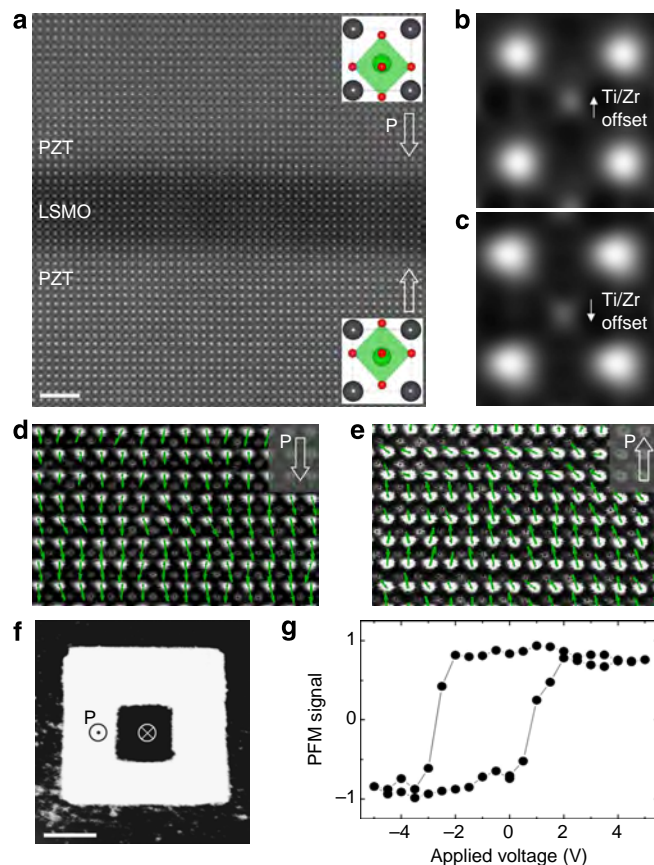 a
P
PZT
LSMO
PZT
b
Ti/Zr
offset
c
Ti/Zr
offset
d
P
e
P
f
P
g
PFM signal
1
0
−1
−4
−2
0
2
4
Applied voltage (V)